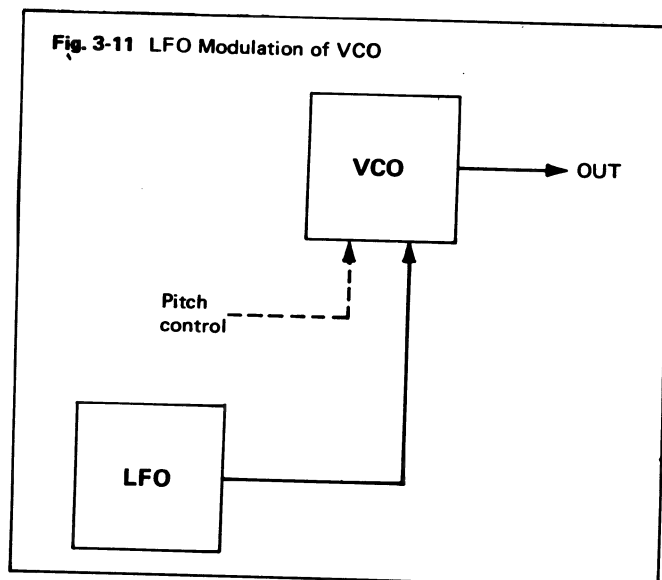 Fig. 3-11 LFO Modulation of VCO
VCO
OUT
Pitch
control
LFO